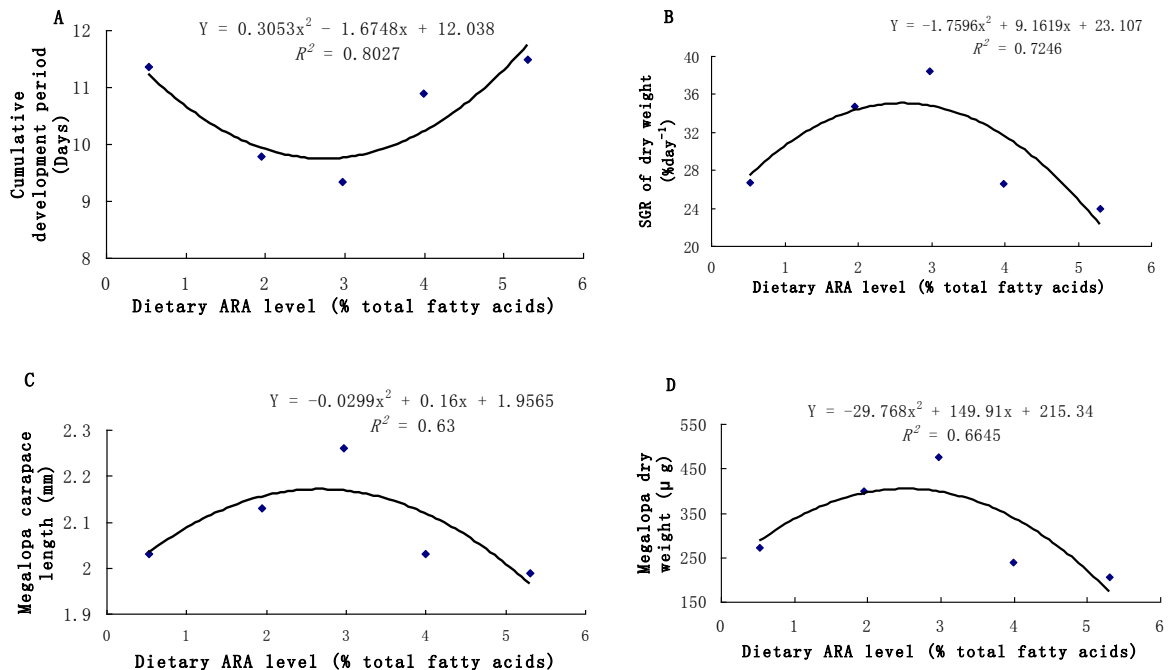 A
Y = 0.3053x² − 1.6748x + 12.038
R² = 0.8027
Cumulative
development period
(Days)
12
11
10
9
8
0 1 2 3 4 5 6
Dietary ARA level (% total fatty acids)
B
Y = −1.7596x² + 9.1619x + 23.107
R² = 0.7246
SGR of dry weight
(%day⁻¹)
40
36
32
28
24
20
0 1 2 3 4 5 6
Dietary ARA level (% total fatty acids)
C
Y = −0.0299x² + 0.16x + 1.9565
R² = 0.63
Megalopa carapace
length (mm)
2.3
2.2
2.1
2
1.9
0 1 2 3 4 5 6
Dietary ARA level (% total fatty acids)
D
Y = −29.768x² + 149.91x + 215.34
R² = 0.6645
Megalopa dry
weight (μ g)
550
450
350
250
150
0 1 2 3 4 5 6
Dietary ARA level (% total fatty acids)